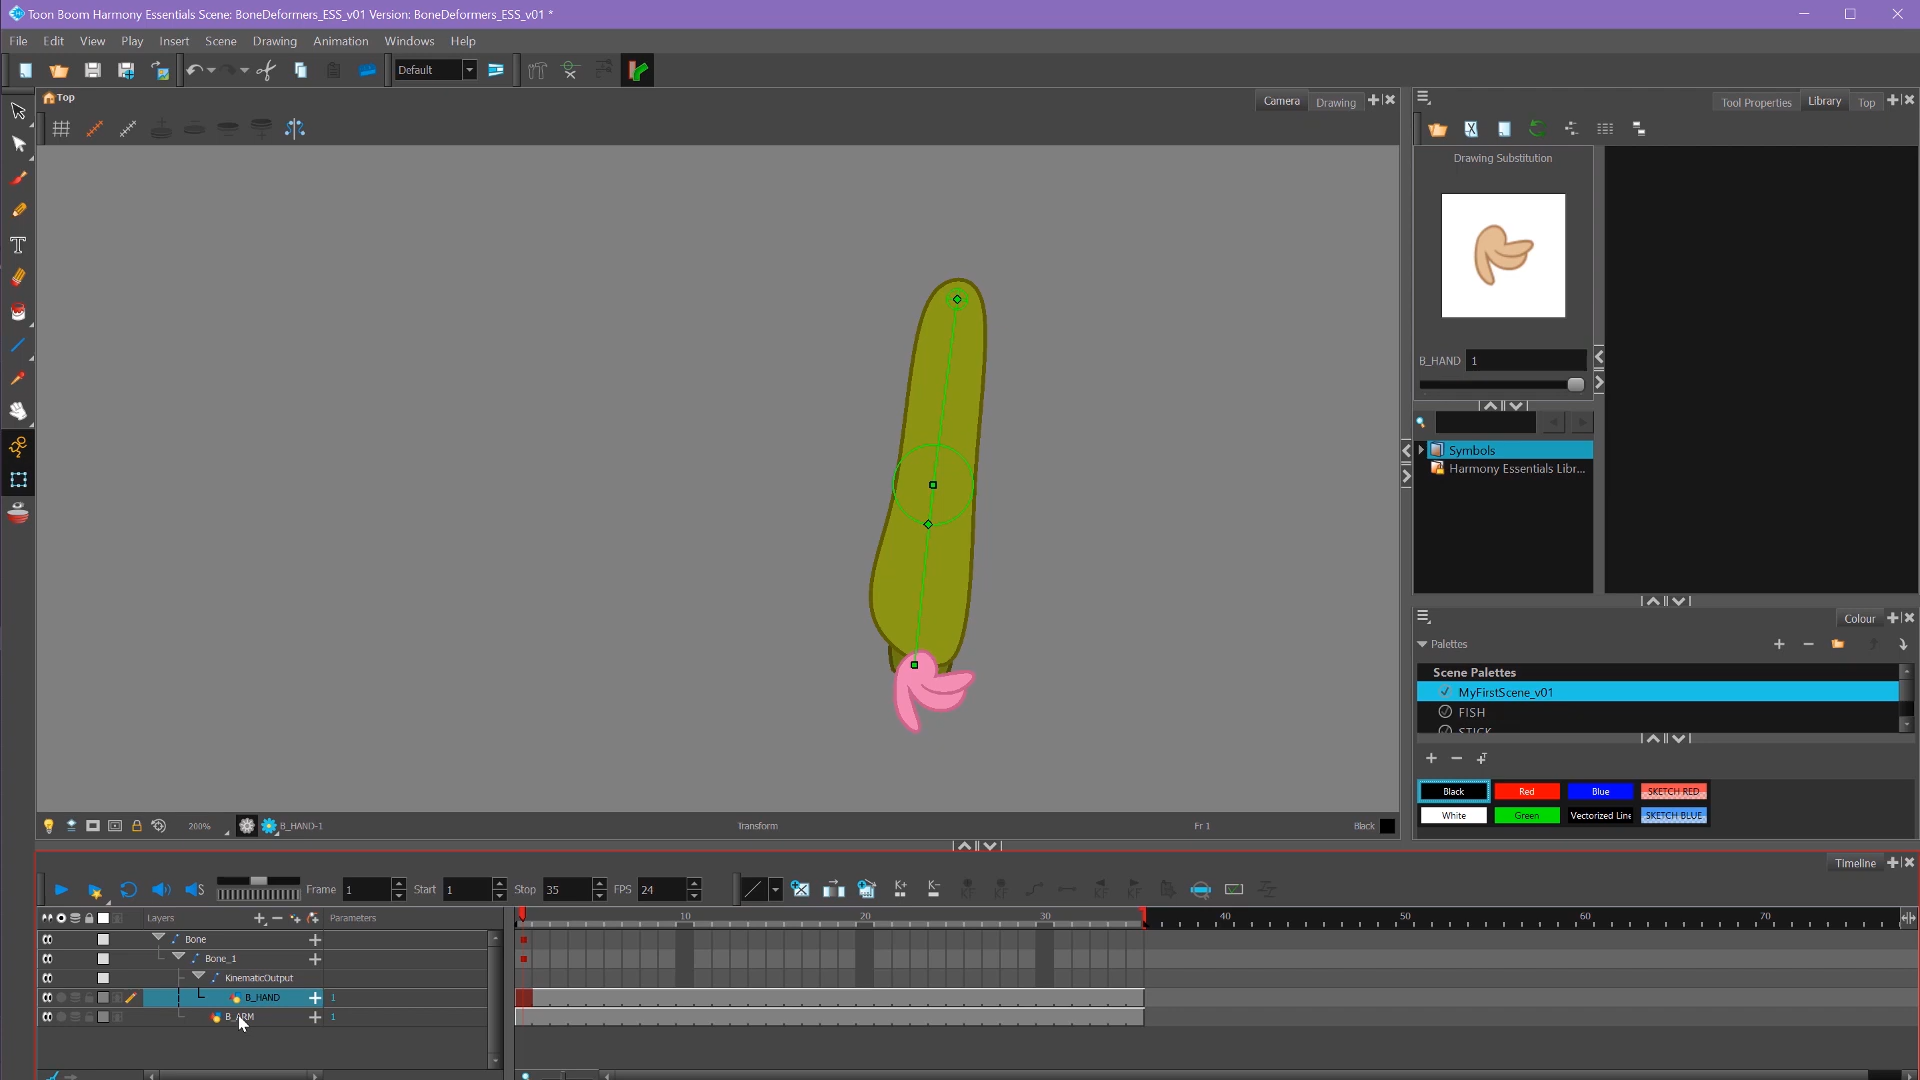 Toon Boom Harmony Essentials Scene: BoneDeformers_ESS_v01 Version: BoneDeformers_ESS_v01 *
File Edit View Play Insert Scene Drawing Animation Windows Help
Default
Top
Camera Drawing
Tool Properties Library Top
Drawing Substitution
B_HAND 1
Symbols
Harmony Essentials Libr...
Colour
Palettes
Scene Palettes
MyFirstScene_v01
FISH
STICK
Black Red Blue SKETCH RED
White Green Vectorized Line SKETCH BLUE
200% B_HAND-1 Transform Fr 1 Black
Timeline
Frame 1 Start 1 Stop 35 FPS 24
Layers Parameters 10 20 30 40 50 60 70
Bone
Bone_1
KinematicOutput
B_HAND 1
B_ARM 1